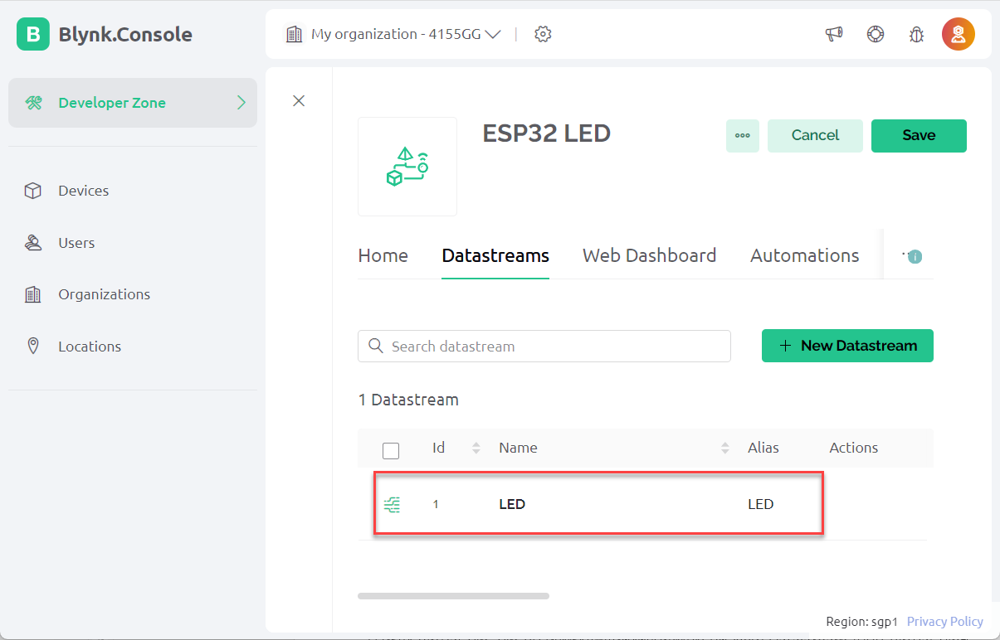 B Blynk.Console
My organization - 4155GG
Developer Zone
Devices
Users
Organizations
Locations
ESP32 LED
Cancel
Save
Home Datastreams Web Dashboard Automations
i
Search datastream
New Datastream
1 Datastream
Id Name Alias Actions
1 LED LED
Region: sgp1 Privacy Policy